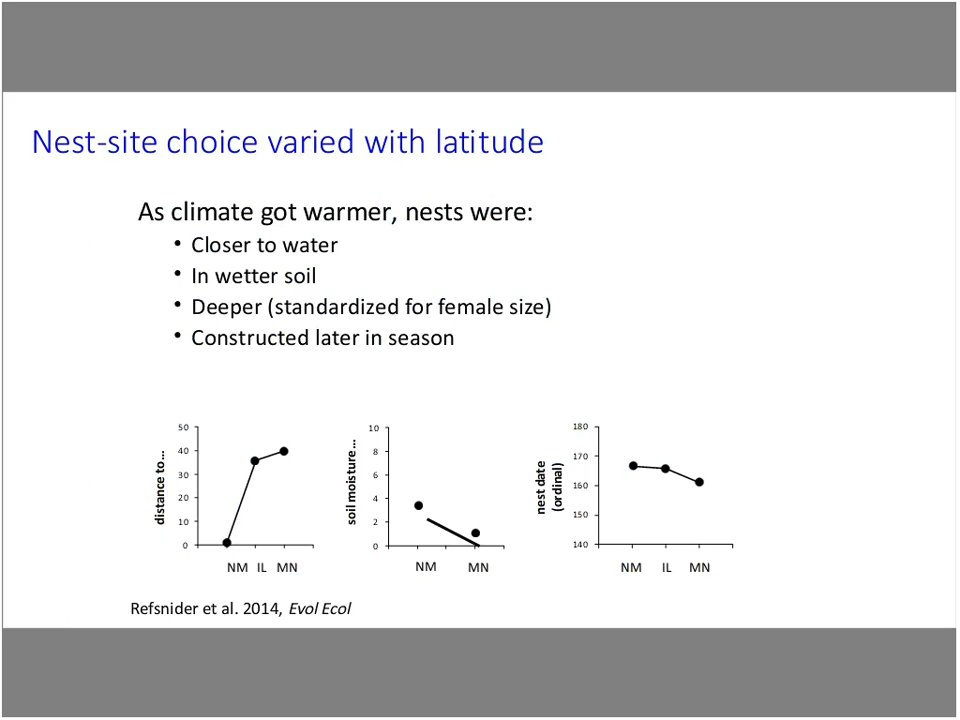 Nest-site choice varied with latitude
As climate got warmer, nests were:
• Closer to water
• In wetter soil
• Deeper (standardized for female size)
• Constructed later in season
distance to...
50
40
30
20
10
0
NM IL MN
soil moisture...
10
8
6
4
2
0
NM MN
nest date
(ordinal)
180
170
160
150
140
NM IL MN
Refsnider et al. 2014, Evol Ecol